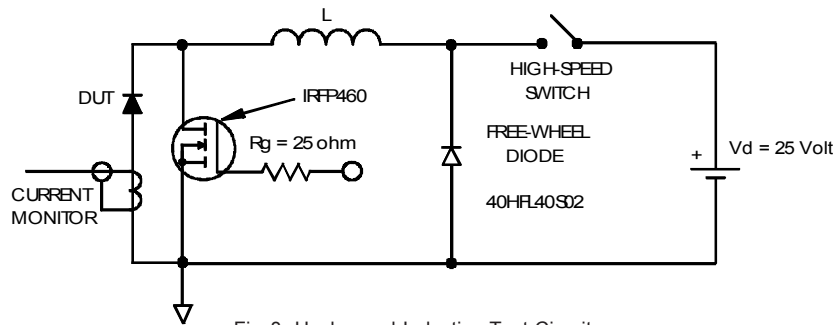 L
HIGH-SPEED
SWITCH
DUT
IRFP460
Rg = 25 ohm
FREE-WHEEL
DIODE
40HFL40S02
+
Vd = 25 Volt
CURRENT
MONITOR